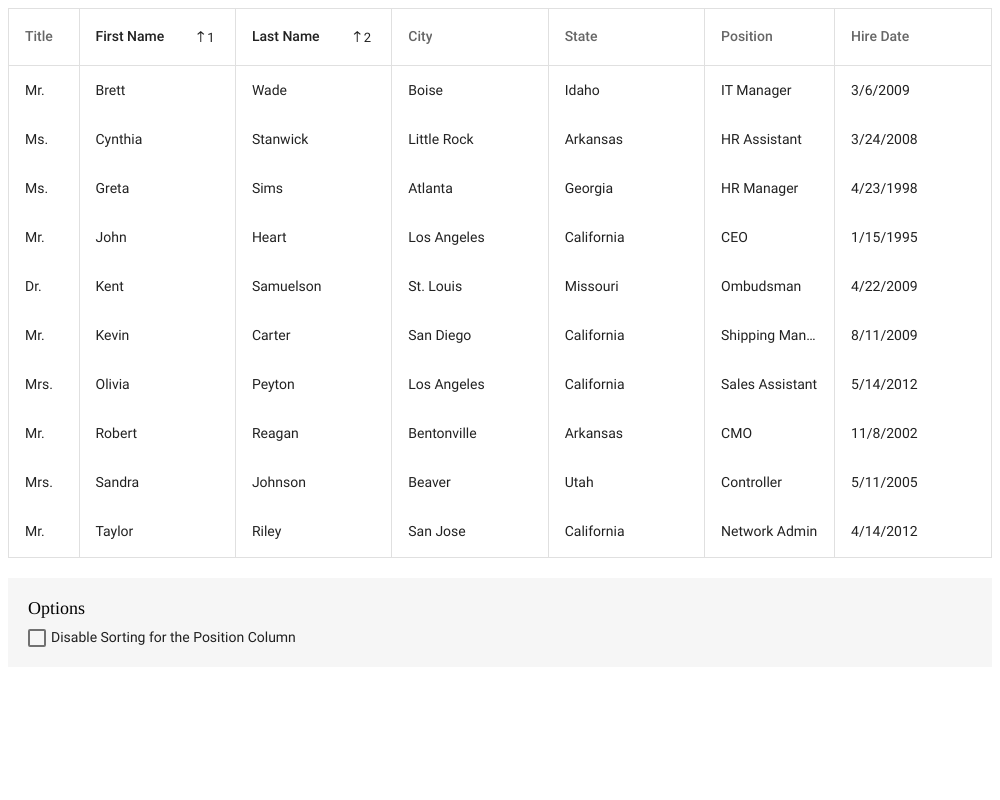 Title First Name ↑1 Last Name ↑2 City State Position Hire Date
Mr. Brett Wade Boise Idaho IT Manager 3/6/2009
Ms. Cynthia Stanwick Little Rock Arkansas HR Assistant 3/24/2008
Ms. Greta Sims Atlanta Georgia HR Manager 4/23/1998
Mr. John Heart Los Angeles California CEO 1/15/1995
Dr. Kent Samuelson St. Louis Missouri Ombudsman 4/22/2009
Mr. Kevin Carter San Diego California Shipping Man... 8/11/2009
Mrs. Olivia Peyton Los Angeles California Sales Assistant 5/14/2012
Mr. Robert Reagan Bentonville Arkansas CMO 11/8/2002
Mrs. Sandra Johnson Beaver Utah Controller 5/11/2005
Mr. Taylor Riley San Jose California Network Admin 4/14/2012
Options
Disable Sorting for the Position Column